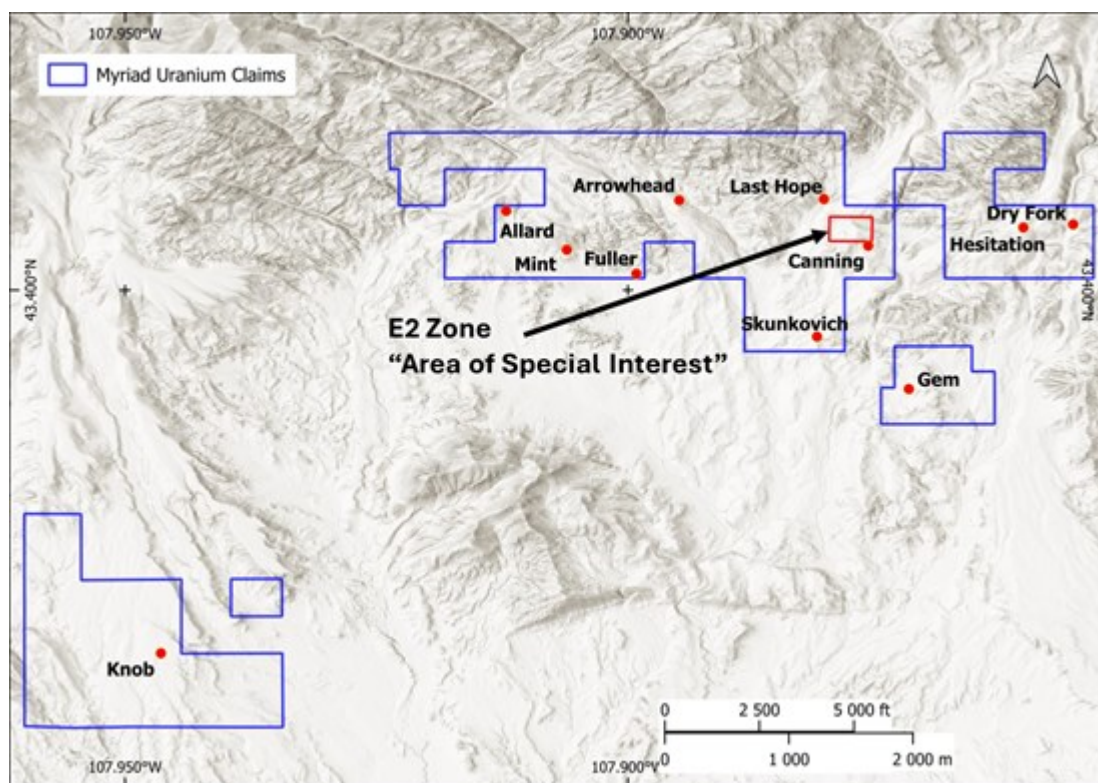 107.950°W
107.900°W
Myriad Uranium Claims
Arrowhead
Last Hope
Allard
Dry Fork
Hesitation
Mint
Fuller
Canning
43.400°N
43.400°N
E2 Zone
“Area of Special Interest”
Skunkovich
Gem
Knob
0 2 500 5 000 ft
0 1 000 2 000 m
107.950°W
107.900°W